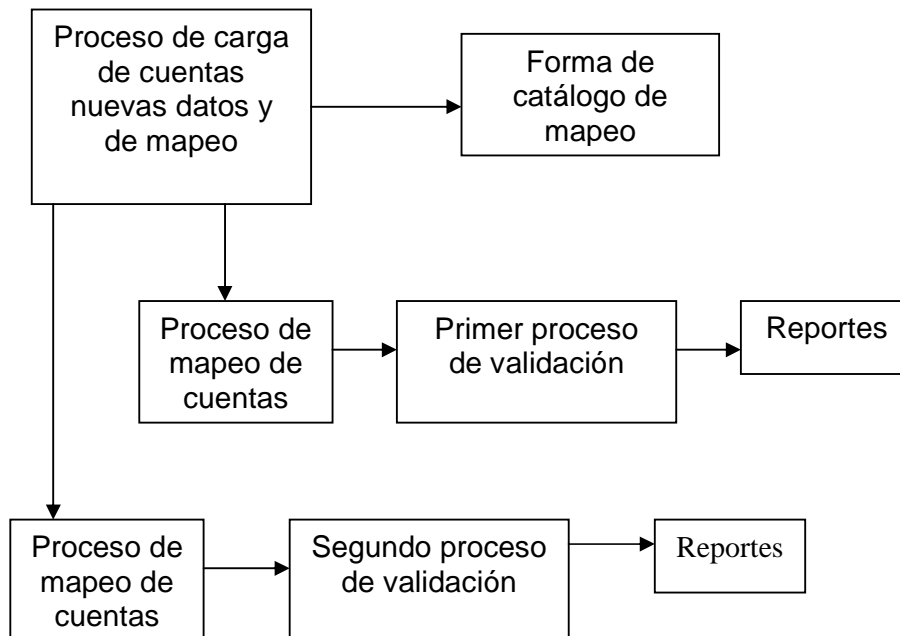 Proceso de carga
de cuentas
nuevas datos y
de mapeo
Forma de
catálogo de
mapeo
Proceso de
mapeo de
cuentas
Primer proceso
de validación
Reportes
Proceso de
mapeo de
cuentas
Segundo proceso
de validación
Reportes